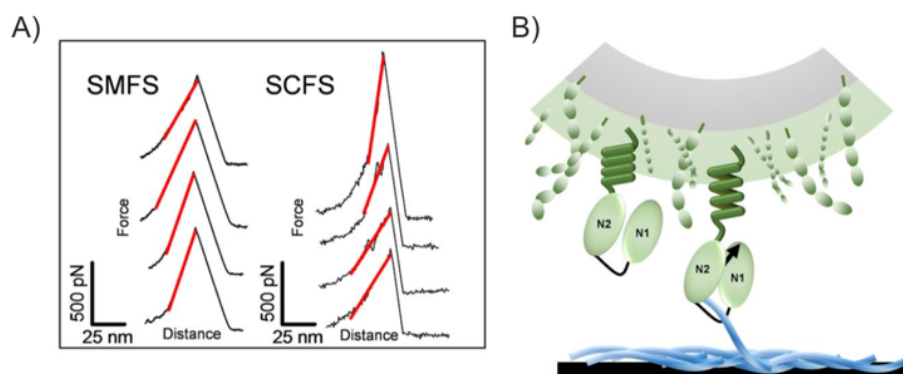 A)
SMFS
SCFS
Force
Force
500 pN
25 nm
Distance
500 pN
25 nm
Distance
B)
N2
N1
N2
N1